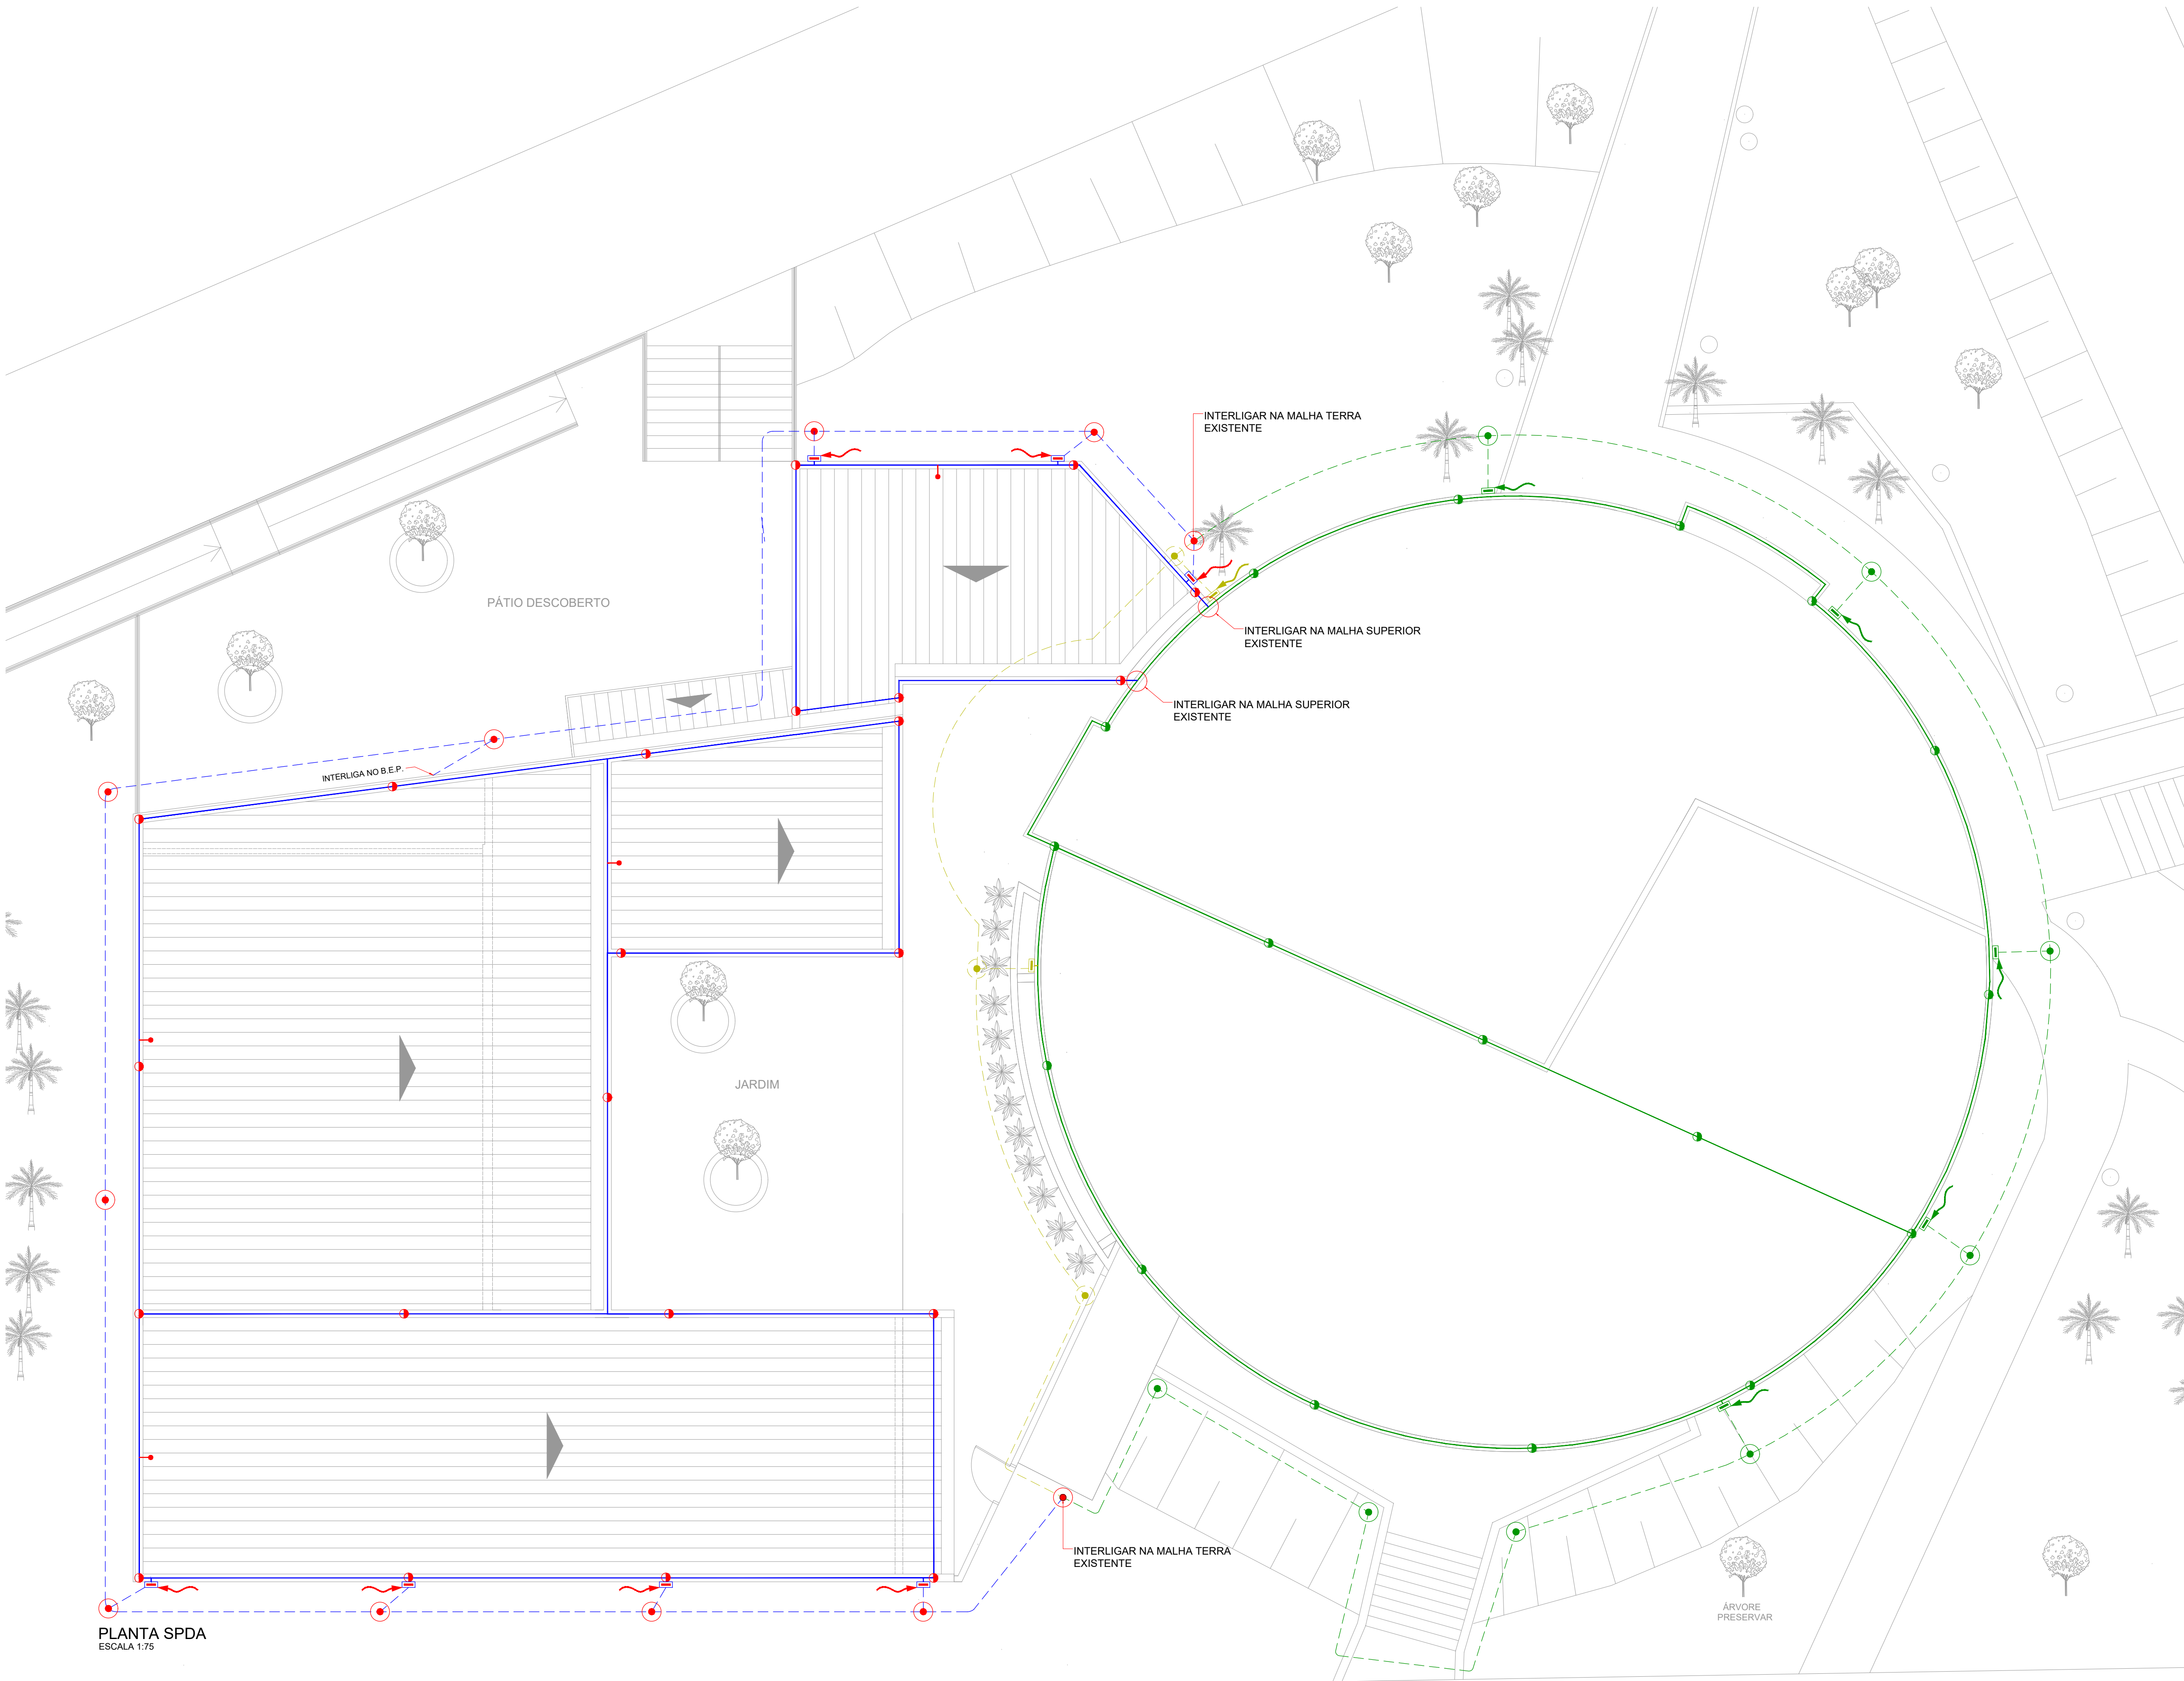 INTERLIGAR NA MALHA TERRA
EXISTENTE
PÁTIO DESCOBERTO
INTERLIGAR NA MALHA SUPERIOR
EXISTENTE
INTERLIGAR NA MALHA SUPERIOR
EXISTENTE
INTERLIGA NO B.E.P.
JARDIM
INTERLIGAR NA MALHA TERRA
EXISTENTE
ÁRVORE
PRESERVAR
PLANTA SPDA
ESCALA 1:75